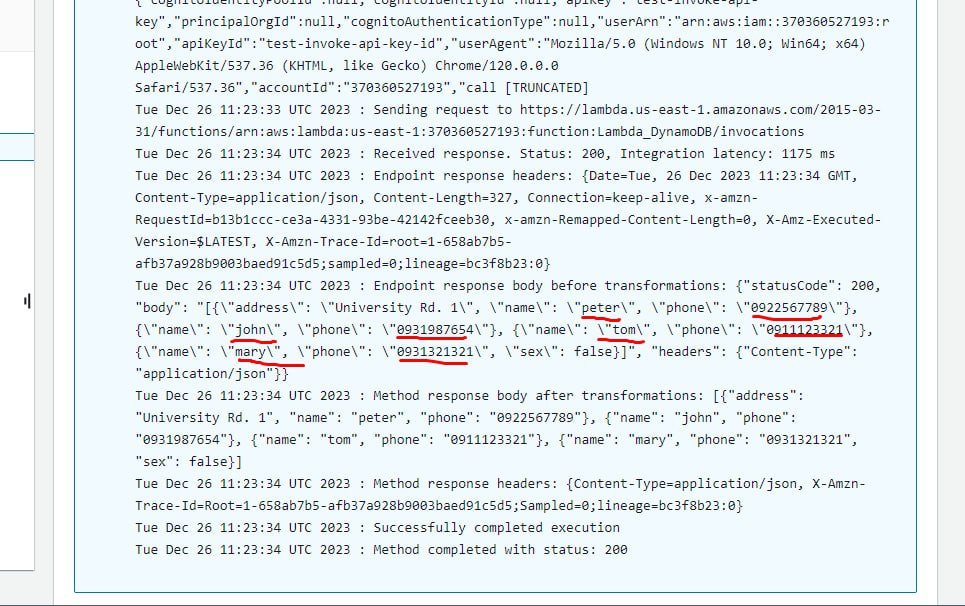 key","principalOrgId":null,"cognitoAuthenticationType":null,"userArn":"arn:aws:iam::370360527193:r
oot","apiKeyId":"test-invoke-api-key-id","userAgent":"Mozilla/5.0 (Windows NT 10.0; Win64; x64)
AppleWebKit/537.36 (KHTML, like Gecko) Chrome/120.0.0.0
Safari/537.36","accountId":"370360527193","call [TRUNCATED]
Tue Dec 26 11:23:33 UTC 2023 : Sending request to https://lambda.us-east-1.amazonaws.com/2015-03-
31/functions/arn:aws:lambda:us-east-1:370360527193:function:Lambda_DynamoDB/invocations
Tue Dec 26 11:23:34 UTC 2023 : Received response. Status: 200, Integration latency: 1175 ms
Tue Dec 26 11:23:34 UTC 2023 : Endpoint response headers: {Date=Tue, 26 Dec 2023 11:23:34 GMT,
Content-Type=application/json, Content-Length=327, Connection=keep-alive, x-amzn-
RequestId=b13b1ccc-ce3a-4331-93be-42142fceeb30, x-amzn-Remapped-Content-Length=0, X-Amz-Executed-
Version=$LATEST, X-Amzn-Trace-Id=root=1-658ab7b5-
afb37a928b9003baed91c5d5;sampled=0;lineage=bc3f8b23:0}
Tue Dec 26 11:23:34 UTC 2023 : Endpoint response body before transformations: {"statusCode": 200,
"body": "[{\"address\": \"University Rd. 1\", \"name\": \"peter\", \"phone\": \"0922567789\"},
{\"name\": \"john\", \"phone\": \"0931987654\"}, {\"name\": \"tom\", \"phone\": \"0911123321\"},
{\"name\": \"mary\", \"phone\": \"0931321321\", \"sex\": false}]", "headers": {"Content-Type":
"application/json"}}
Tue Dec 26 11:23:34 UTC 2023 : Method response body after transformations: [{"address":
"University Rd. 1", "name": "peter", "phone": "0922567789"}, {"name": "john", "phone":
"0931987654"}, {"name": "tom", "phone": "0911123321"}, {"name": "mary", "phone": "0931321321",
"sex": false}]
Tue Dec 26 11:23:34 UTC 2023 : Method response headers: {Content-Type=application/json, X-Amzn-
Trace-Id=Root=1-658ab7b5-afb37a928b9003baed91c5d5;Sampled=0;lineage=bc3f8b23:0}
Tue Dec 26 11:23:34 UTC 2023 : Successfully completed execution
Tue Dec 26 11:23:34 UTC 2023 : Method completed with status: 200